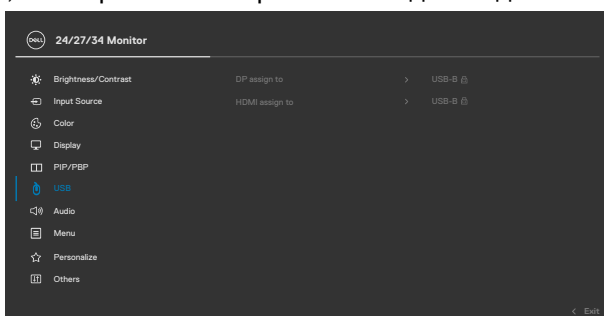 DELL
24/27/34 Monitor
Brightness/Contrast
DP assign to > USB-B
Input Source
HDMI assign to > USB-B
Color
Display
PIP/PBP
USB
Audio
Menu
Personalize
Others
< Exit